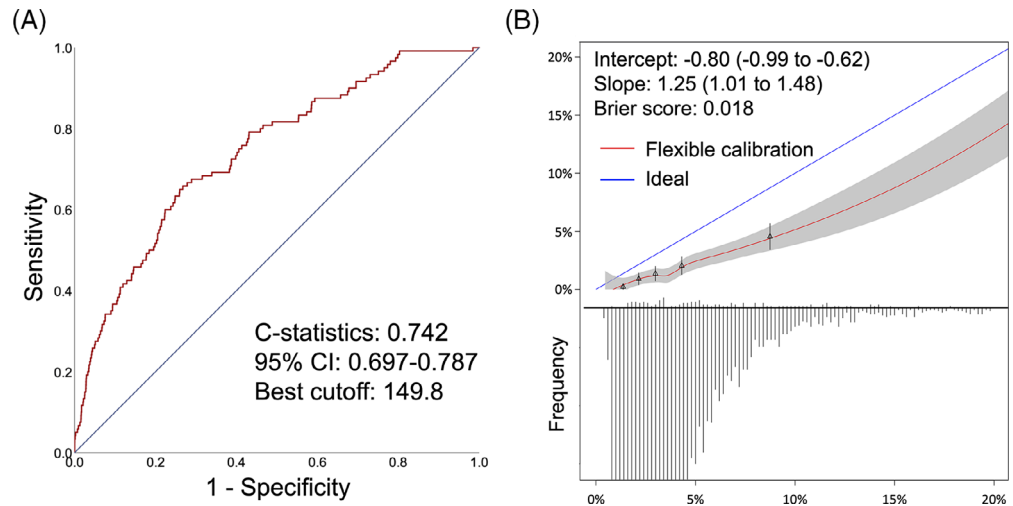 (A)
1.0
0.8
0.6
0.4
0.2
0.0
Sensitivity
C-statistics: 0.742
95% CI: 0.697-0.787
Best cutoff: 149.8
0.0 0.2 0.4 0.6 0.8 1.0
1 - Specificity
(B)
20%
15%
10%
5%
0%
Intercept: -0.80 (-0.99 to -0.62)
Slope: 1.25 (1.01 to 1.48)
Brier score: 0.018
Flexible calibration
Ideal
Frequency
0% 5% 10% 15% 20%